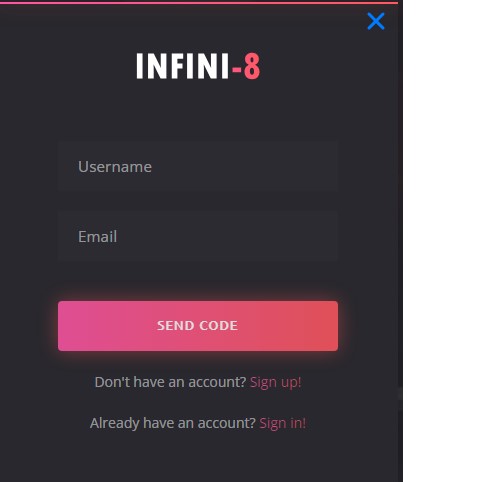 INFINI-8
Username
Email
SEND CODE
Don't have an account? Sign up!
Already have an account? Sign in!